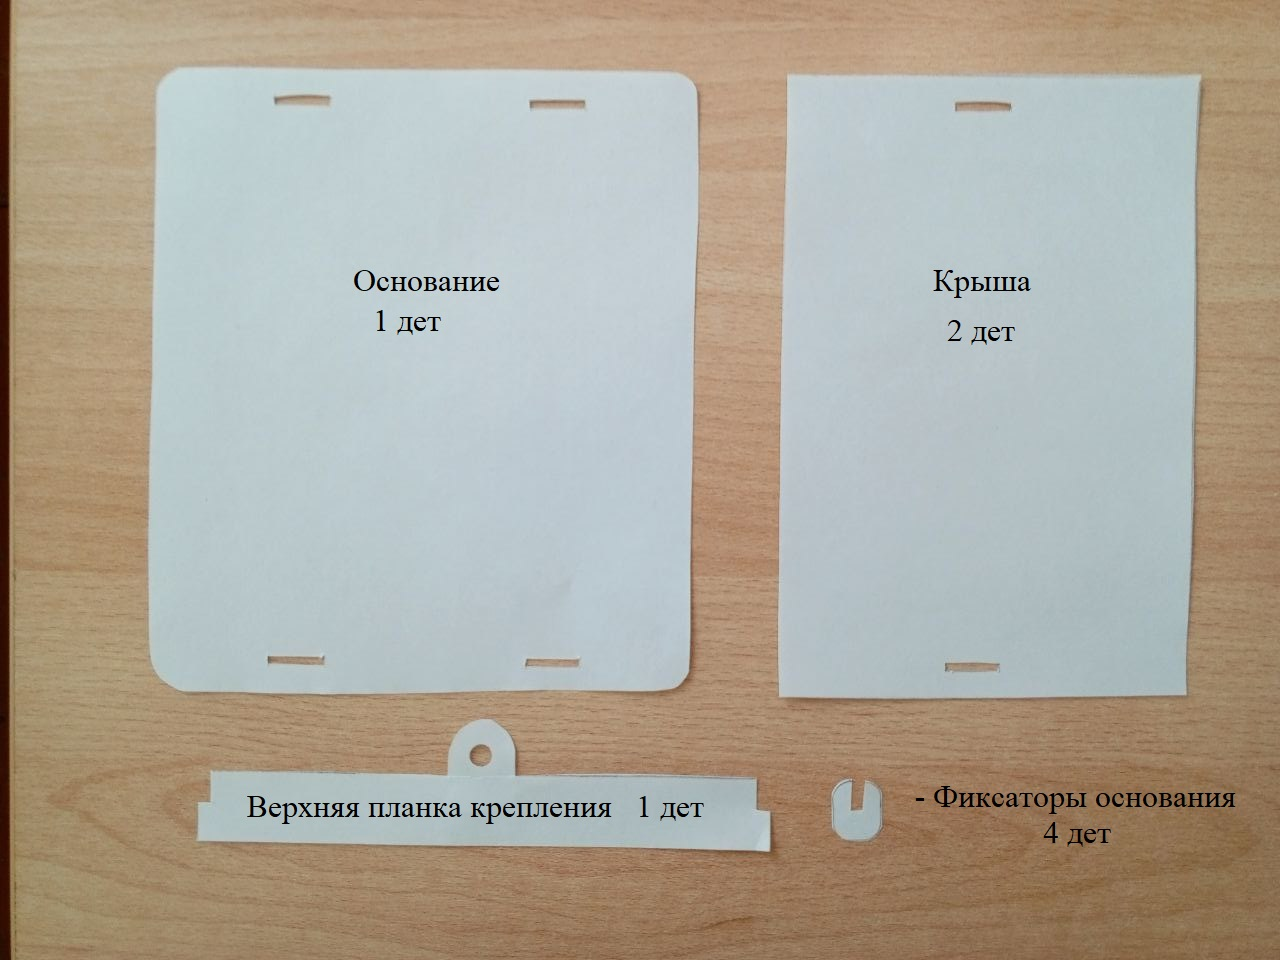 Основание
1 дет
Крыша
2 дет
Верхняя планка крепления 1 дет
- Фиксаторы основания
4 дет